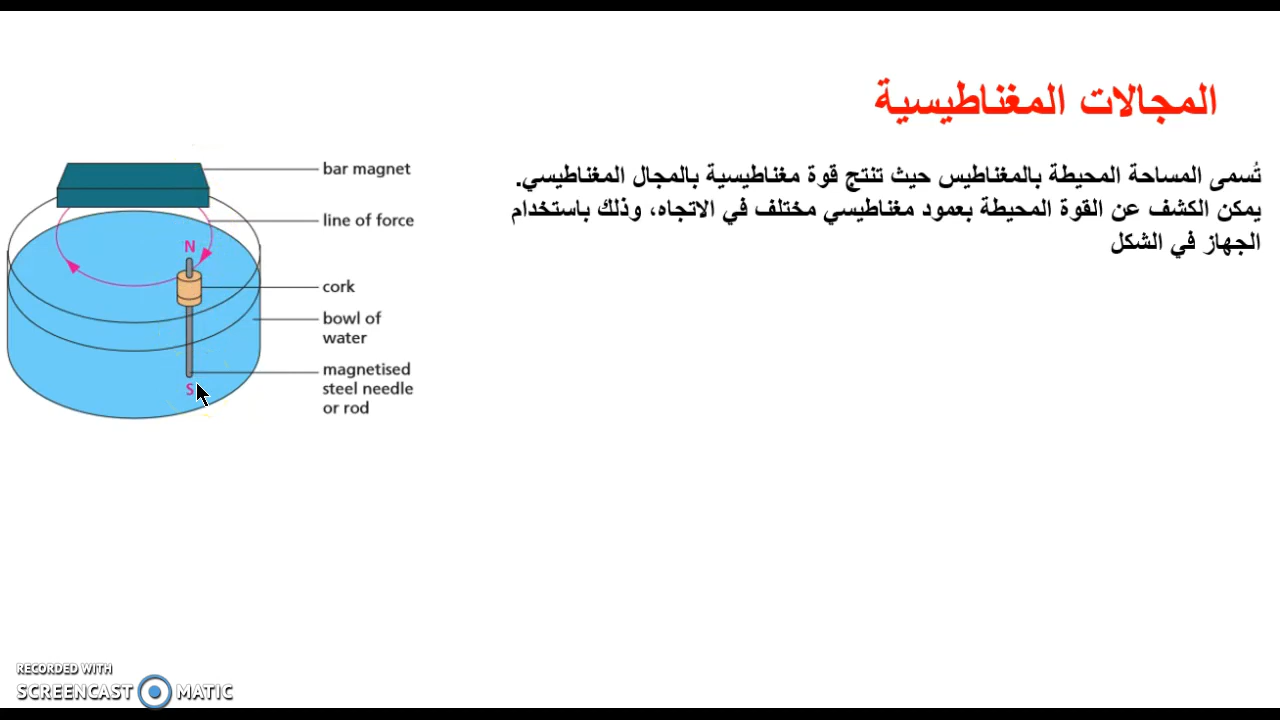 المجالات المغناطيسية
تُسمى المساحة المحيطة بالمغناطيس حيث تنتج قوة مغناطيسية بالمجال المغناطيسي.
يمكن الكشف عن القوة المحيطة بعمود مغناطيسي مختلف في الاتجاه، وذلك باستخدام
الجهاز في الشكل
bar magnet
line of force
N
cork
bowl of
water
magnetised
steel needle
or rod
S
RECORDED WITH
SCREENCAST MATIC